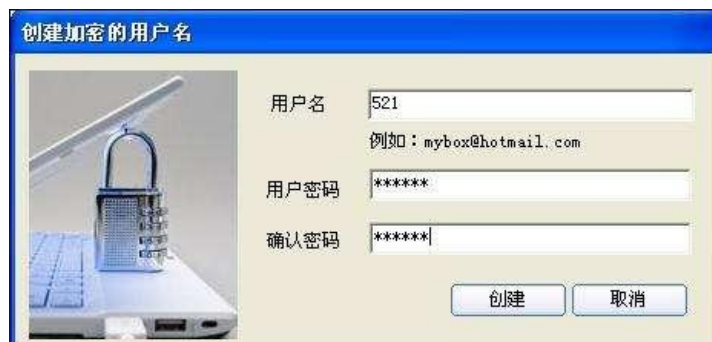 创建加密的用户名
用户名 521
例如：mybox@hotmail.com
用户密码 ******
确认密码 ******
创建 取消